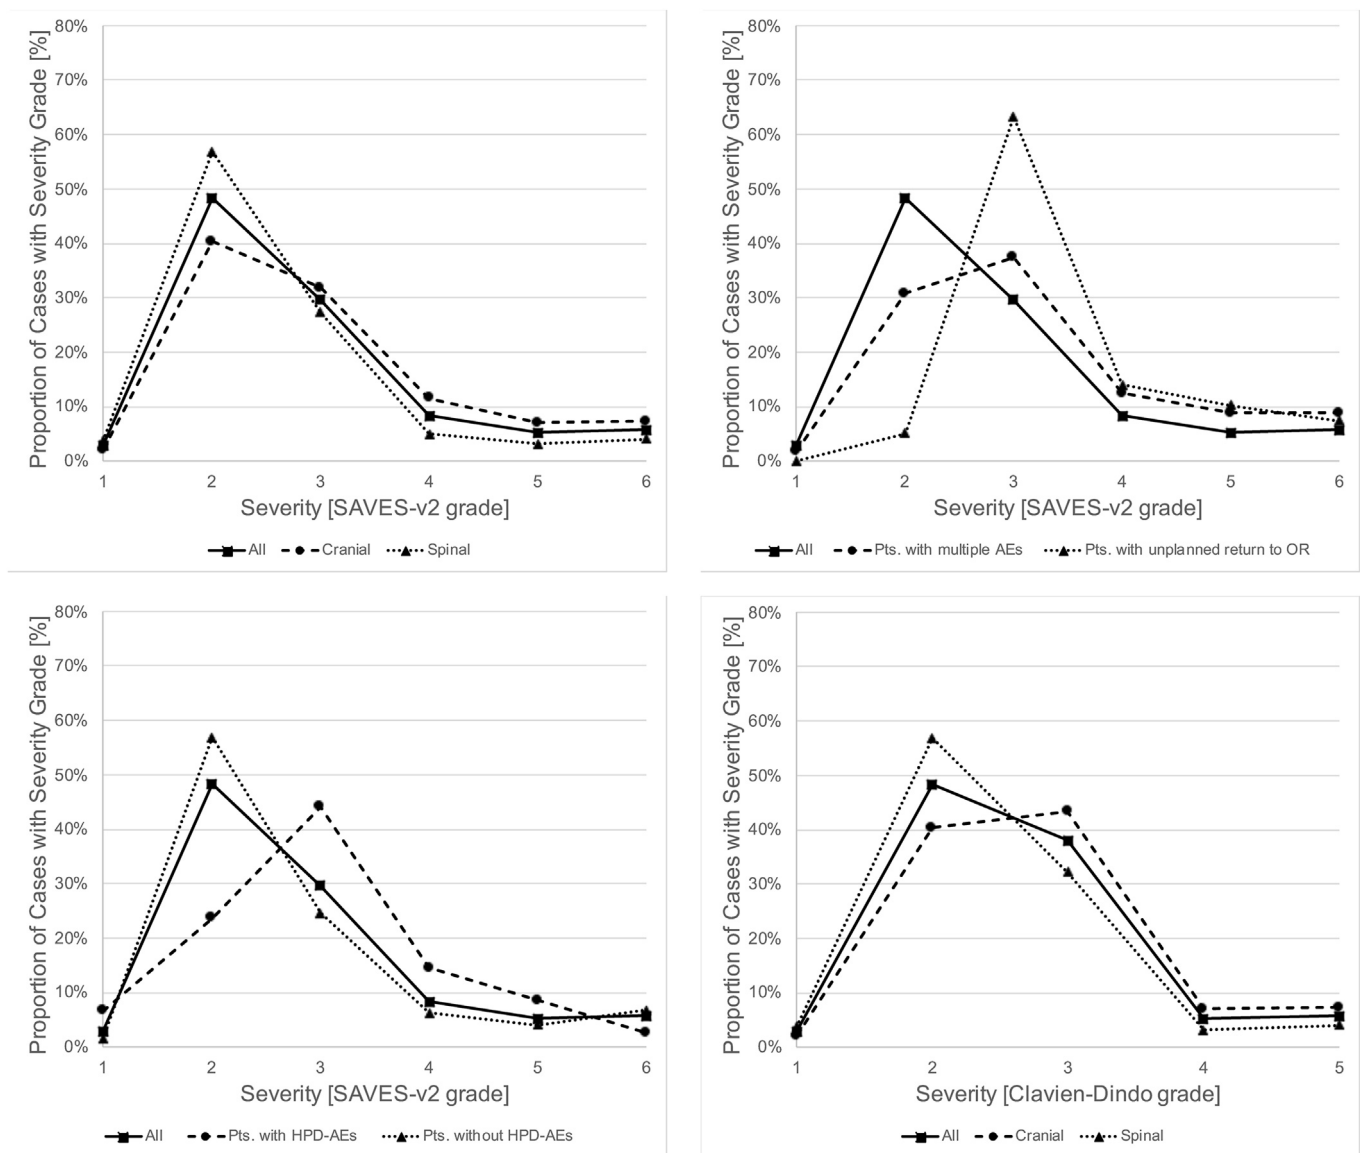 Proportion of Cases with Severity Grade [%]
80%
70%
60%
50%
40%
30%
20%
10%
0%
1 2 3 4 5 6
Severity [SAVES-v2 grade]
All Cranial Spinal
Proportion of Cases with Severity Grade [%]
80%
70%
60%
50%
40%
30%
20%
10%
0%
1 2 3 4 5 6
Severity [SAVES-v2 grade]
All Pts. with multiple AEs Pts. with unplanned return to OR
Proportion of Cases with Severity Grade [%]
80%
70%
60%
50%
40%
30%
20%
10%
0%
1 2 3 4 5 6
Severity [SAVES-v2 grade]
All Pts. with HPD-AEs Pts. without HPD-AEs
Proportion of Cases with Severity Grade [%]
80%
70%
60%
50%
40%
30%
20%
10%
0%
1 2 3 4 5
Severity [Clavien-Dindo grade]
All Cranial Spinal